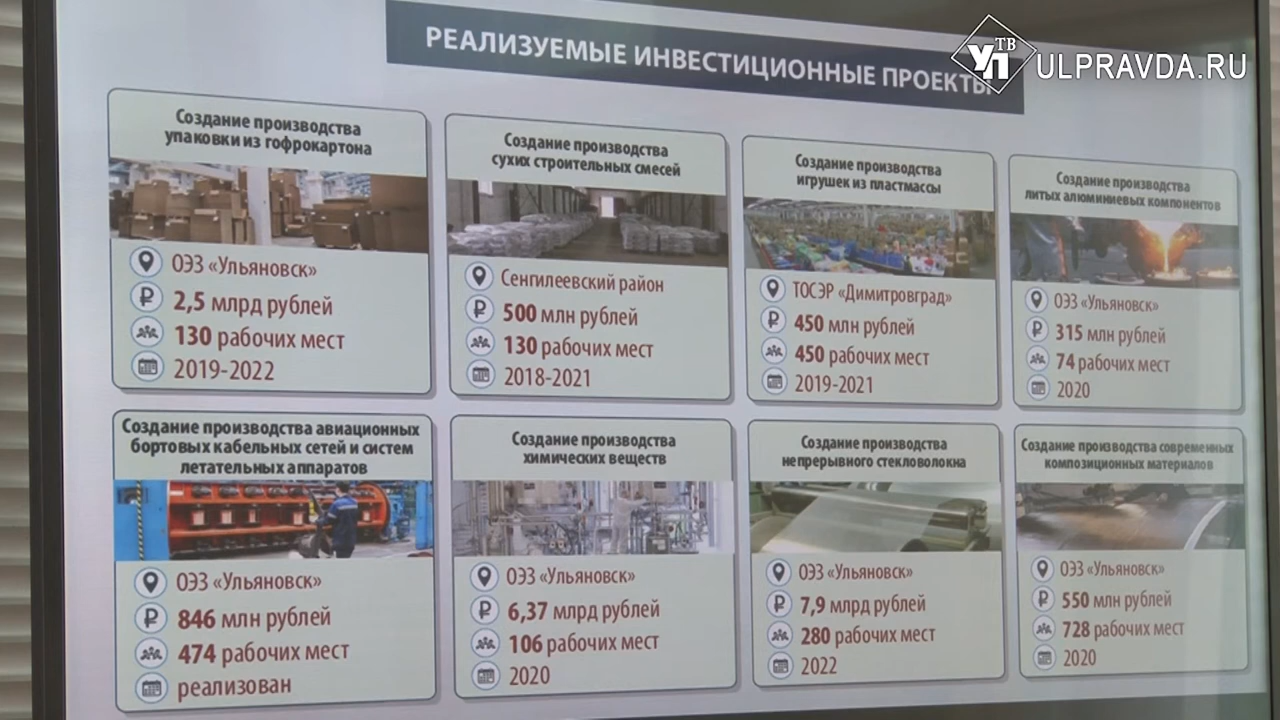 РЕАЛИЗУЕМЫЕ ИНВЕСТИЦИОННЫЕ ПРОЕКТЫ
УП ТВ
ULPRAVDA.RU
Создание производства
упаковки из гофрокартона
ОЭЗ «Ульяновск»
2,5 млрд рублей
130 рабочих мест
2019-2022
Создание производства
сухих строительных смесей
Сенгилеевский район
500 млн рублей
130 рабочих мест
2018-2021
Создание производства
игрушек из пластмассы
ТОСЭР «Димитровград»
450 млн рублей
450 рабочих мест
2019-2021
Создание производства
литых алюминиевых компонентов
ОЭЗ «Ульяновск»
315 млн рублей
74 рабочих мест
2020
Создание производства авиационных
бортовых кабельных сетей и систем
летательных аппаратов
ОЭЗ «Ульяновск»
846 млн рублей
474 рабочих мест
реализован
Создание производства
химических веществ
ОЭЗ «Ульяновск»
6,37 млрд рублей
106 рабочих мест
2020
Создание производства
непрерывного стекловолокна
ОЭЗ «Ульяновск»
7,9 млрд рублей
280 рабочих мест
2022
Создание производства современных
композиционных материалов
ОЭЗ «Ульяновск»
550 млн рублей
728 рабочих мест
2020